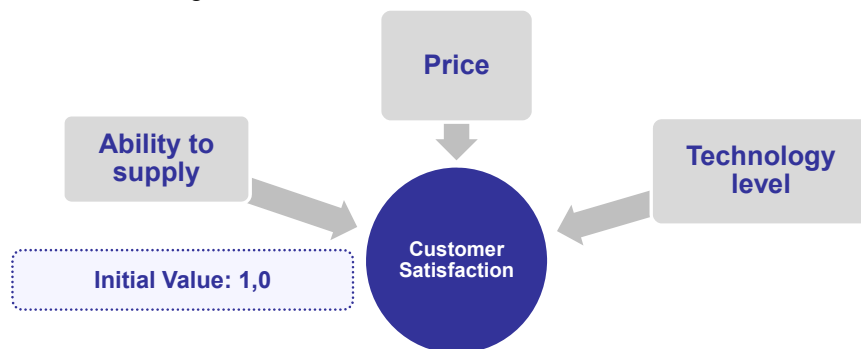 Price
Ability to
supply
Technology
level
Customer
Satisfaction
Initial Value: 1,0